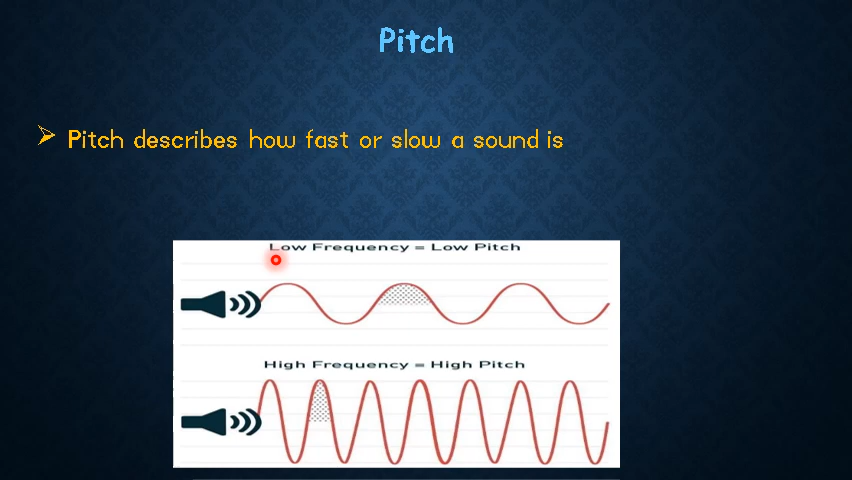 Pitch
Pitch describes how fast or slow a sound is
Low Frequency = Low Pitch
High Frequency = High Pitch